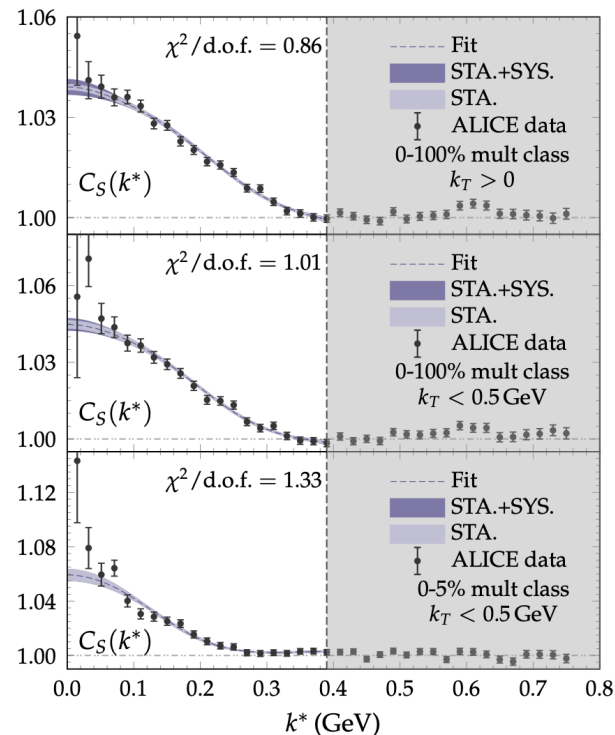 1.06
χ²/d.o.f. = 0.86
Fit
STA.+SYS.
STA.
1.03
ALICE data
0-100% mult class
C_S(k*)
k_T > 0
1.00
χ²/d.o.f. = 1.01
Fit
1.06
STA.+SYS.
STA.
1.04
ALICE data
0-100% mult class
C_S(k*)
k_T < 0.5 GeV
1.00
χ²/d.o.f. = 1.33
Fit
1.12
STA.+SYS.
STA.
1.08
ALICE data
0-5% mult class
1.04
C_S(k*)
k_T < 0.5 GeV
1.00
0.0 0.1 0.2 0.3 0.4 0.5 0.6 0.7 0.8
k* (GeV)